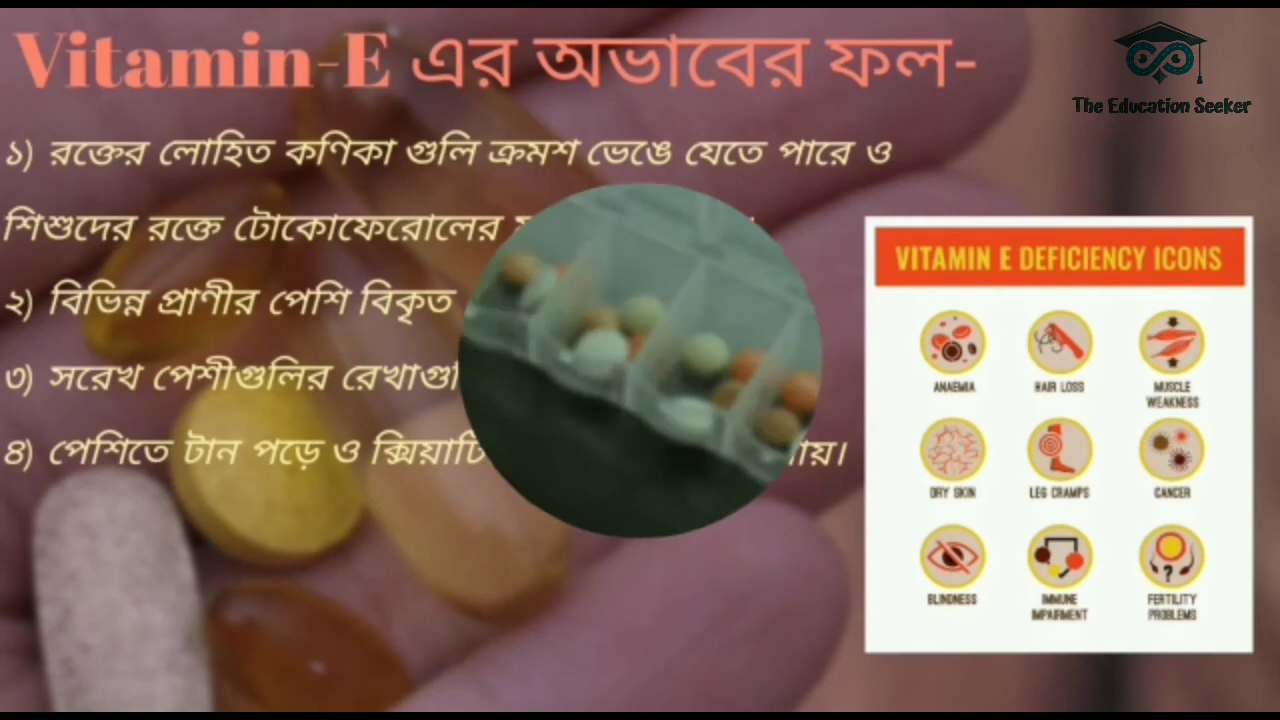 Vitamin-E এর অভাবের ফল-
The Education Seeker
১) রক্তের লোহিত কণিকা গুলি ক্রমশ ভেঙে যেতে পারে ও
শিশুদের রক্তে টোকোফেরোলের
২) বিভিন্ন প্রাণীর পেশি বিকৃত
৩) সরেখ পেশীগুলির
৪) পেশিতে টান পড়ে ও
VITAMIN E DEFICIENCY ICONS
ANAEMIA HAIR LOSS MUSCLE WEAKNESS
DRY SKIN LEG CRAMPS CANCER
BLINDNESS IMMUNE IMPAIRMENT FERTILITY PROBLEMS